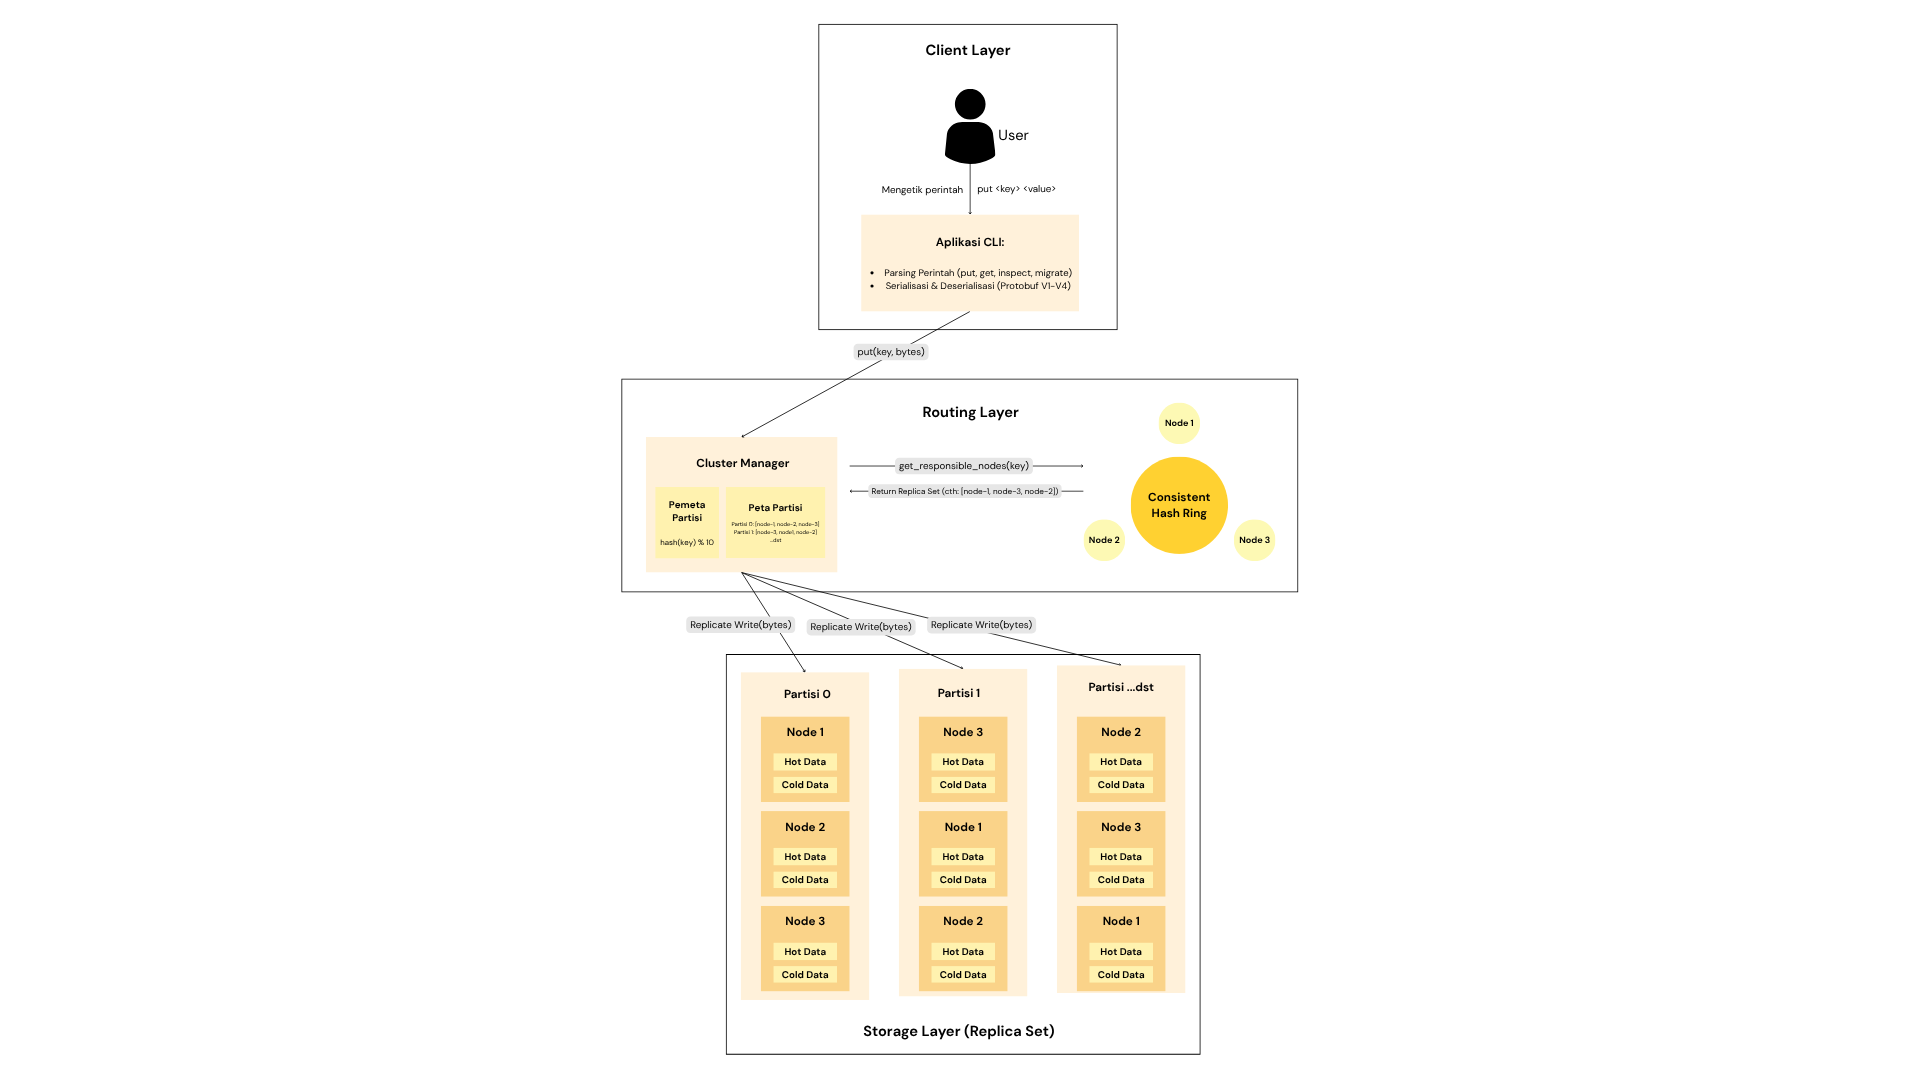 Client Layer
User
Mengetik perintah
put <key> <value>
Aplikasi CLI:
• Parsing Perintah (put, get, inspect, migrate)
• Serialisasi & Deserialisasi (Protobuf V1-V4)
put(key, bytes)
Routing Layer
Cluster Manager
Pemeta
Partisi
hash(key) % 10
Peta Partisi
Partisi 0: [node-1, node-2, node-3]
Partisi 1: [node-3, node1, node-2]
...dst
get_responsible_nodes(key)
Return Replica Set (cth: [node-1, node-3, node-2])
Node 1
Consistent
Hash Ring
Node 2
Node 3
Replicate Write(bytes)
Replicate Write(bytes)
Replicate Write(bytes)
Partisi 0
Node 1
Hot Data
Cold Data
Node 2
Hot Data
Cold Data
Node 3
Hot Data
Cold Data
Partisi 1
Node 3
Hot Data
Cold Data
Node 1
Hot Data
Cold Data
Node 2
Hot Data
Cold Data
Partisi ...dst
Node 2
Hot Data
Cold Data
Node 3
Hot Data
Cold Data
Node 1
Hot Data
Cold Data
Storage Layer (Replica Set)